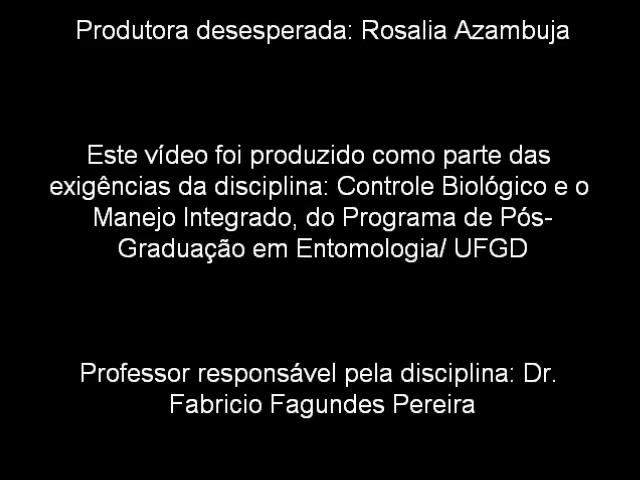 Produtora desesperada: Rosalia Azambuja
Este vídeo foi produzido como parte das
exigências da disciplina: Controle Biológico e o
Manejo Integrado, do Programa de Pós-
Graduação em Entomologia/ UFGD
Professor responsável pela disciplina: Dr.
Fabricio Fagundes Pereira